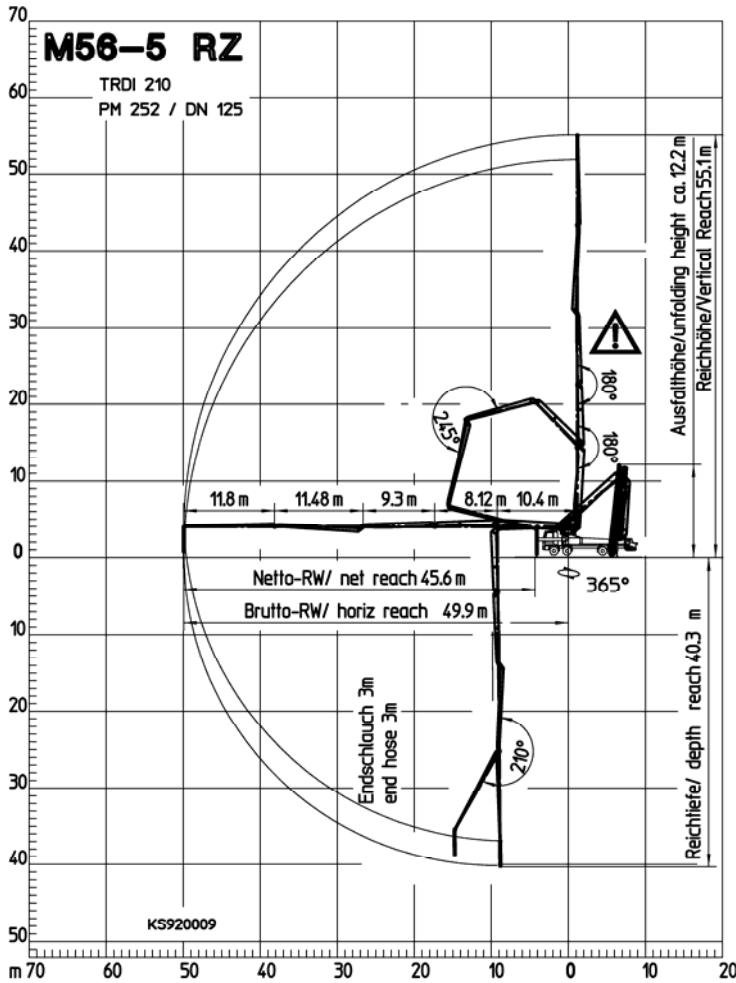 M56-5 RZ
TRDI 210
PM 252 / DN 125
70
60
50
40
30
20
10
0
10
20
30
40
50
Ausfalthöhe/unfolding height ca. 12.2 m
Reichhöhe/Vertical Reach 55.1 m
!
180°
180°
245°
11.8 m
11.48 m
9.3 m
8.12 m
10.4 m
Netto-RW/ net reach 45.6 m
365°
Brutto-RW/ horiz reach 49.9 m
Endschlauch 3m
end hose 3m
210°
Reichtiefe/ depth reach 40.3 m
KS920009
m 70 60 50 40 30 20 10 0 10 20